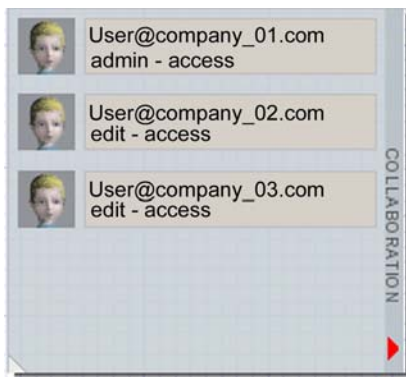 User@company_01.com
admin - access
User@company_02.com
edit - access
User@company_03.com
edit - access
COLLABORATION